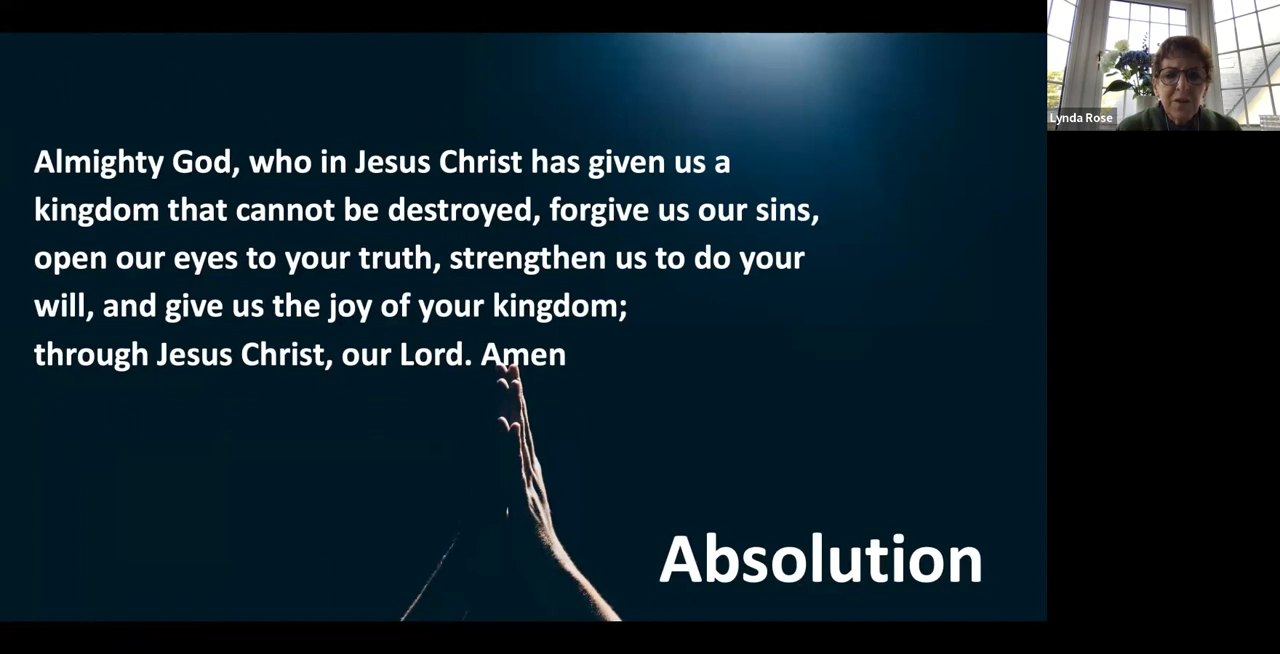 Almighty God, who in Jesus Christ has given us a
kingdom that cannot be destroyed, forgive us our sins,
open our eyes to your truth, strengthen us to do your
will, and give us the joy of your kingdom;
through Jesus Christ, our Lord. Amen
Absolution
Lynda Rose